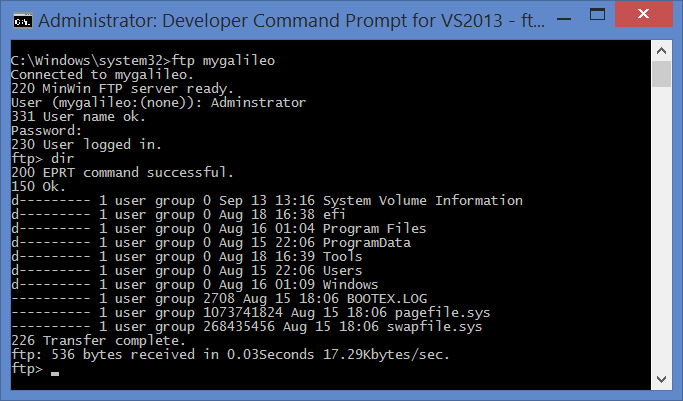 Administrator: Developer Command Prompt for VS2013 - ft...
C:\Windows\system32>ftp mygalileo
Connected to mygalileo.
220 MinWin FTP server ready.
User (mygalileo:(none)): Adminstrator
331 User name ok.
Password:
230 User logged in.
ftp> dir
200 EPRT command successful.
150 Ok.
d--------- 1 user group 0 Sep 13 13:16 System Volume Information
d--------- 1 user group 0 Aug 18 16:38 efi
d--------- 1 user group 0 Aug 16 01:04 Program Files
d--------- 1 user group 0 Aug 15 22:06 ProgramData
d--------- 1 user group 0 Aug 18 16:39 Tools
d--------- 1 user group 0 Aug 15 22:06 Users
d--------- 1 user group 0 Aug 16 01:09 Windows
---------- 1 user group 2708 Aug 15 18:06 BOOTEX.LOG
---------- 1 user group 1073741824 Aug 15 18:06 pagefile.sys
---------- 1 user group 268435456 Aug 15 18:06 swapfile.sys
226 Transfer complete.
ftp: 536 bytes received in 0.03Seconds 17.29Kbytes/sec.
ftp> _